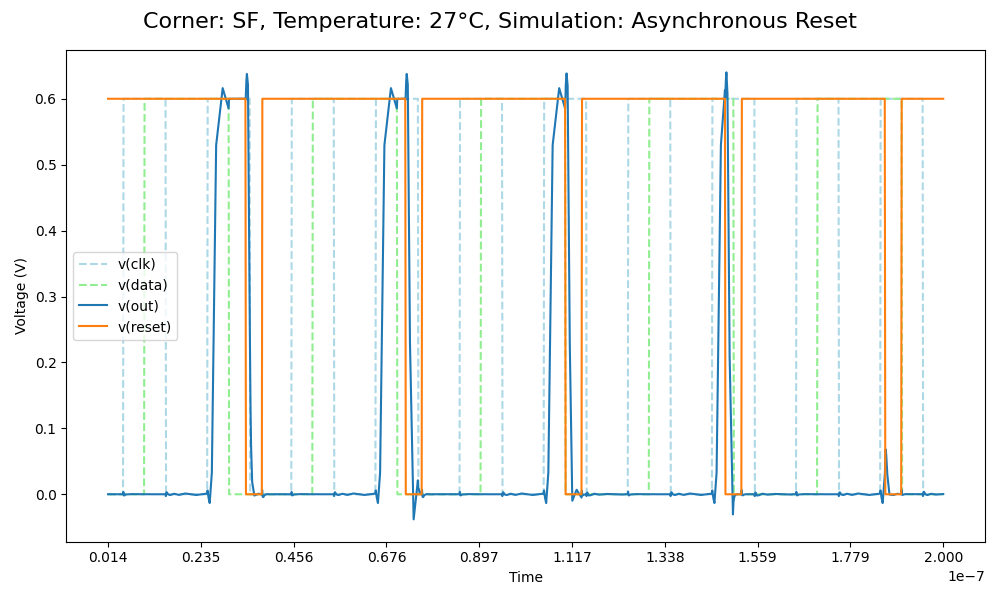 Corner: SF, Temperature: 27°C, Simulation: Asynchronous Reset
Voltage (V)
0.6
0.5
0.4
0.3
0.2
0.1
0.0
v(clk)
v(data)
v(out)
v(reset)
0.014 0.235 0.456 0.676 0.897 1.117 1.338 1.559 1.779 2.000
1e−7
Time